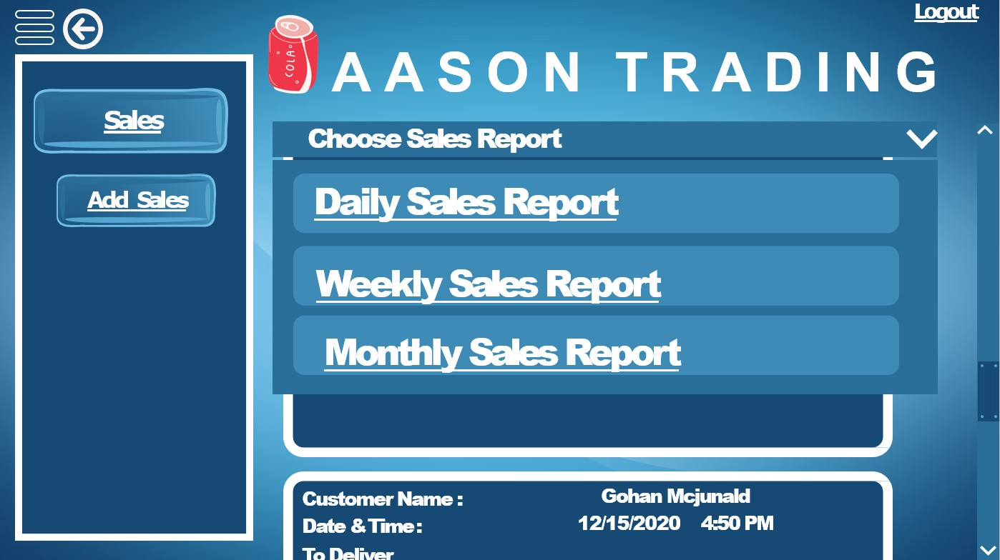 Logout
COLA
AASON TRADING
Sales
Add Sales
Choose Sales Report
Daily Sales Report
Weekly Sales Report
Monthly Sales Report
Customer Name : Gohan Mcjunald
Date & Time : 12/15/2020 4:50 PM
To Deliver